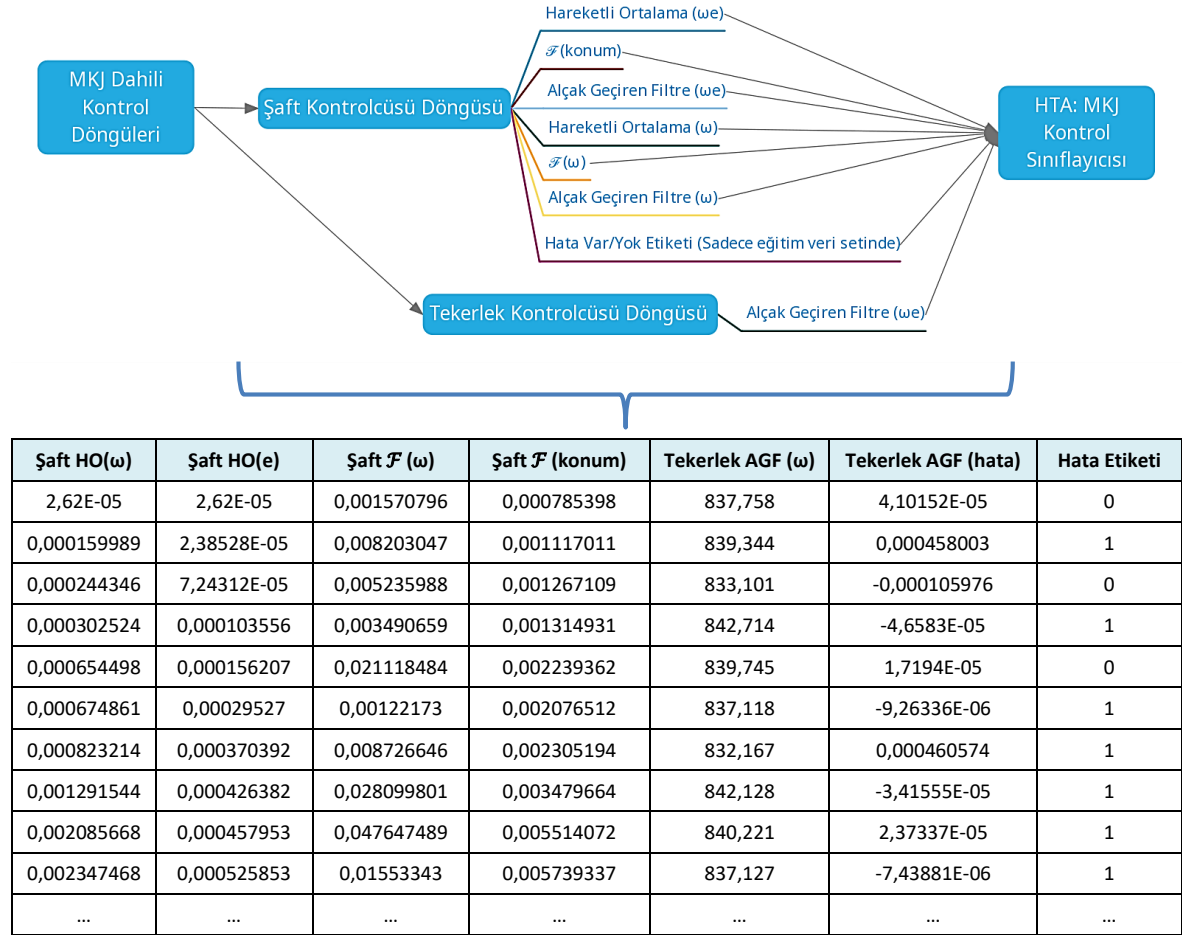 Hareketli Ortalama (ωe)
ℱ(konum)
Alçak Geçiren Filtre (ωe)
Hareketli Ortalama (ω)
ℱ(ω)
Alçak Geçiren Filtre (ω)
Hata Var/Yok Etiketi (Sadece eğitim veri setinde)
MKJ Dahili
Kontrol
Döngüleri
Şaft Kontrolcüsü Döngüsü
HTA: MKJ
Kontrol
Sınıflayıcısı
Tekerlek Kontrolcüsü Döngüsü
Alçak Geçiren Filtre (ωe)
Şaft HO(ω) Şaft HO(e) Şaft ℱ (ω) Şaft ℱ (konum) Tekerlek AGF (ω) Tekerlek AGF (hata) Hata Etiketi
2,62E-05 2,62E-05 0,001570796 0,000785398 837,758 4,10152E-05 0
0,000159989 2,38528E-05 0,008203047 0,001117011 839,344 0,000458003 1
0,000244346 7,24312E-05 0,005235988 0,001267109 833,101 -0,000105976 0
0,000302524 0,000103556 0,003490659 0,001314931 842,714 -4,6583E-05 1
0,000654498 0,000156207 0,021118484 0,002239362 839,745 1,7194E-05 0
0,000674861 0,00029527 0,00122173 0,002076512 837,118 -9,26336E-06 1
0,000823214 0,000370392 0,008726646 0,002305194 832,167 0,000460574 1
0,001291544 0,000426382 0,028099801 0,003479664 842,128 -3,41555E-05 1
0,002085668 0,000457953 0,047647489 0,005514072 840,221 2,37337E-05 1
0,002347468 0,000525853 0,01553343 0,005739337 837,127 -7,43881E-06 1
... ... ... ... ... ... ...